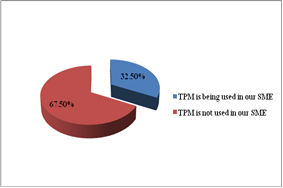 32.50%
67.50%
TPM is being used in our SME
TPM is not used in our SME